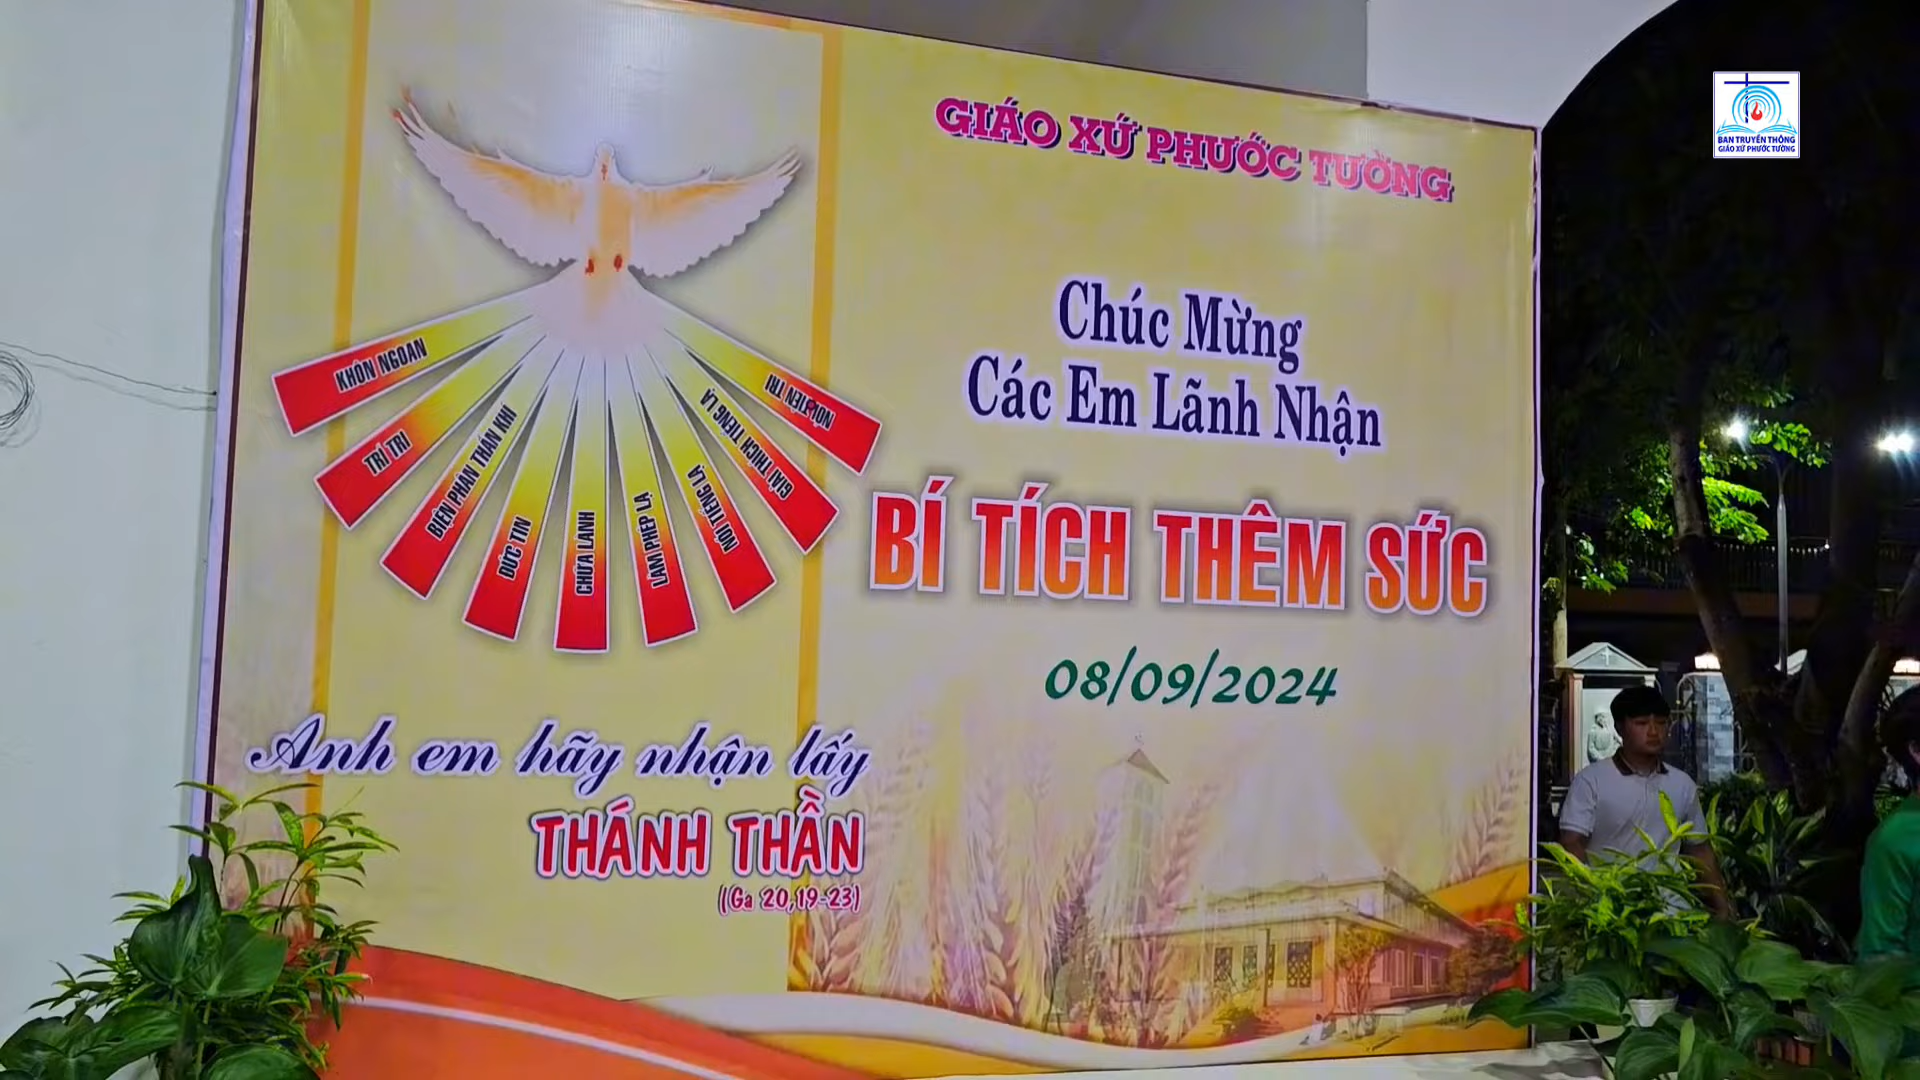 GIÁO XỨ PHƯỚC TƯỜNG
Chúc Mừng
Các Em Lãnh Nhận
BÍ TÍCH THÊM SỨC
08/09/2024
KHÔN NGOAN
TRÍ TRI
BIỆN PHÂN THẦN KHÍ
ĐỨC TIN
CHỮA LÀNH
LÀM PHÉP LẠ
NÓI TIẾNG LẠ
GIẢI THÍCH TIẾNG LẠ
NÓI TIÊN TRI
Anh em hãy nhận lấy
THÁNH THẦN
(Ga 20,19-23)
BAN TRUYỀN THÔNG
GIÁO XỨ PHƯỚC TƯỜNG